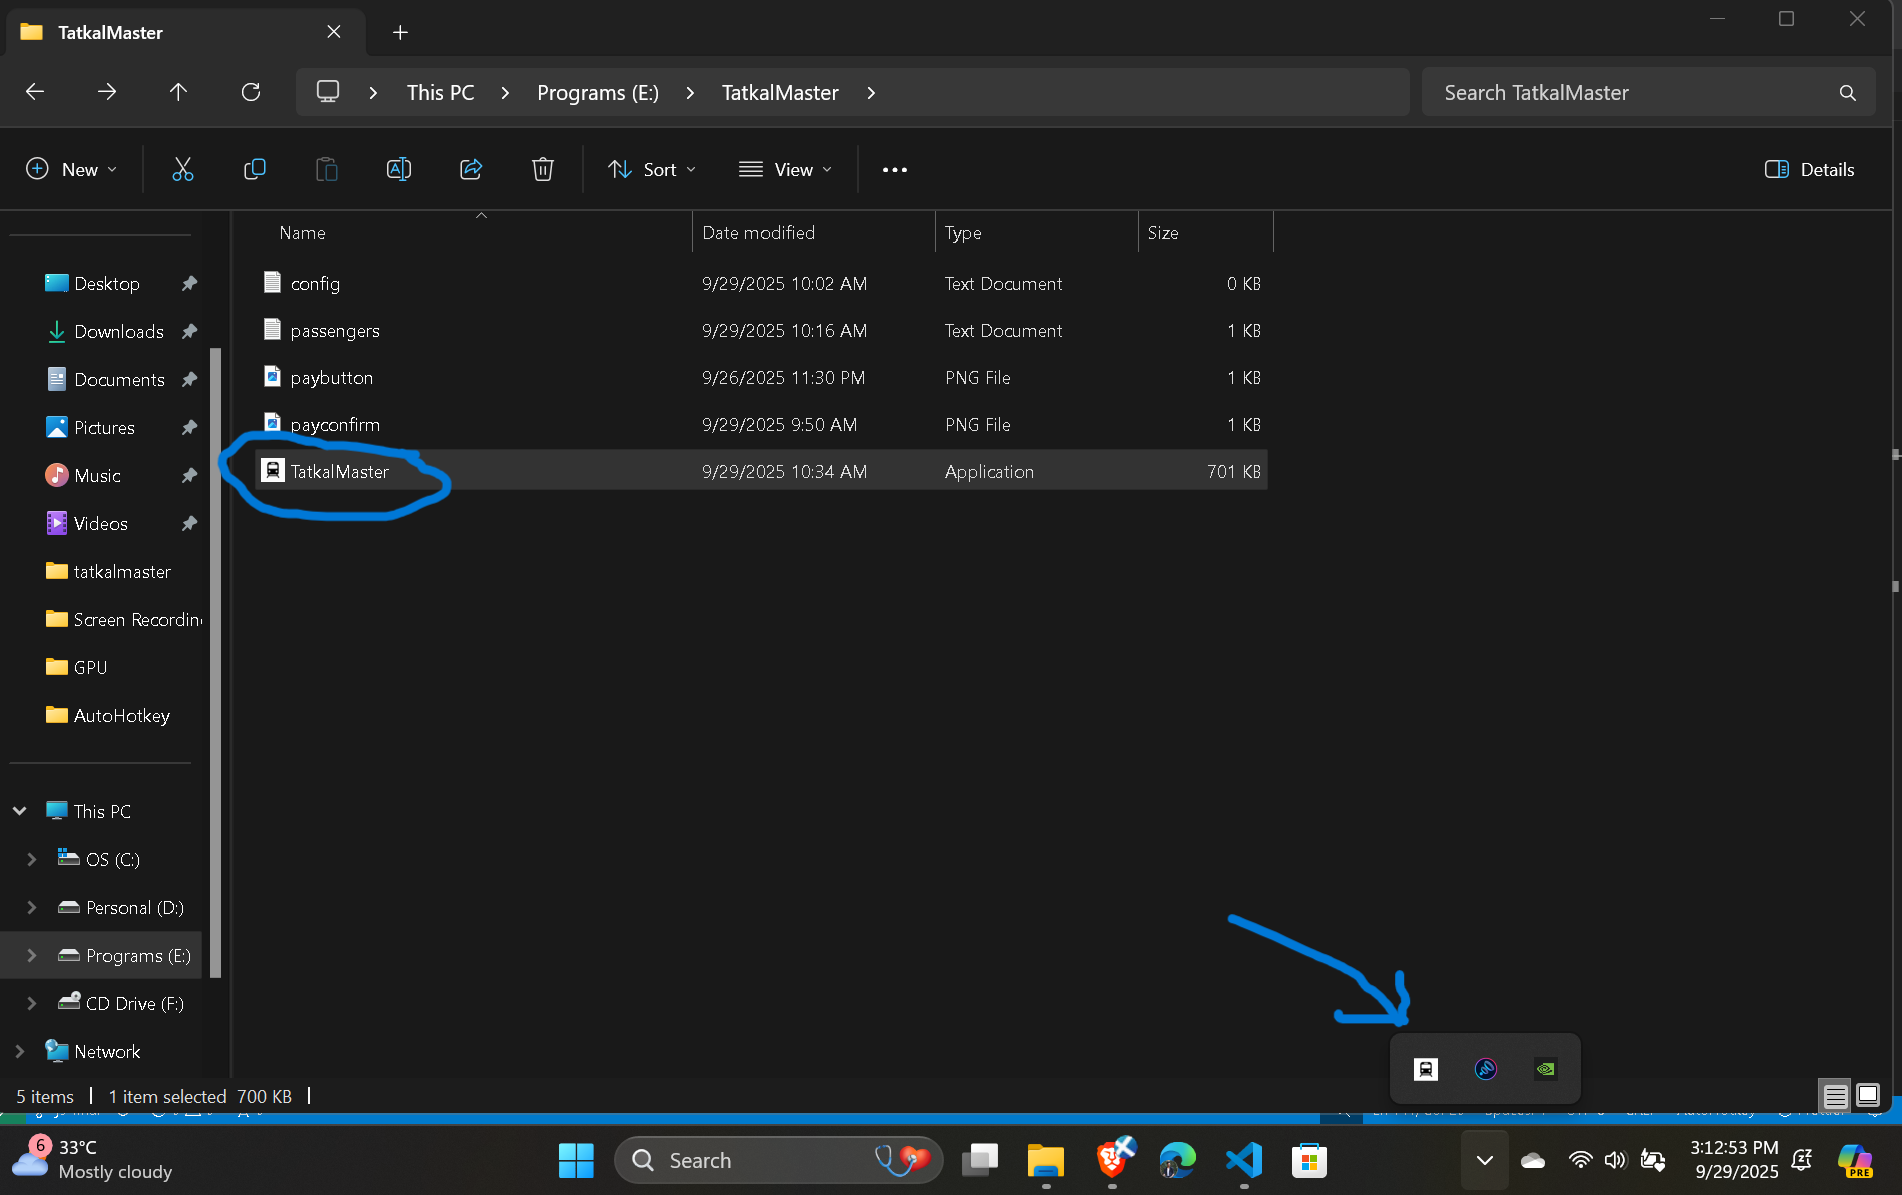 TatkalMaster
This PC
Programs (E:)
TatkalMaster
Search TatkalMaster
New
Sort
View
Details
Name
Date modified
Type
Size
config
9/29/2025 10:02 AM
Text Document
0 KB
passengers
9/29/2025 10:16 AM
Text Document
1 KB
paybutton
9/26/2025 11:30 PM
PNG File
1 KB
payconfirm
9/29/2025 9:50 AM
PNG File
1 KB
TatkalMaster
9/29/2025 10:34 AM
Application
701 KB
Desktop
Downloads
Documents
Pictures
Music
Videos
tatkalmaster
Screen Recording
GPU
AutoHotkey
This PC
OS (C:)
Personal (D:)
Programs (E:)
CD Drive (F:)
Network
5 items
1 item selected 700 KB
6
33°C
Mostly cloudy
Search
3:12:53 PM
9/29/2025
PRE